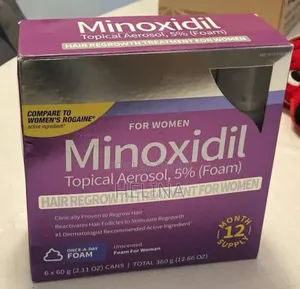 Minoxidil
Topical Aerosol, 5% (Foam)
HAIR REGROWTH TREATMENT FOR WOMEN
COMPARE TO
WOMEN'S ROGAINE®
active ingredient*
FOR WOMEN
Minoxidil
Topical Aerosol, 5% (Foam)
HAIR REGROWTH TREATMENT FOR WOMEN
Clinically Proven to Regrow Hair
Reactivates Hair Follicles to Stimulate Regrowth
#1 Dermatologist Recommended Active Ingredient^
ONCE-A-DAY
FOAM
Unscented
Foam For Women
12
MONTH
SUPPLY
6 x 60 g (2.11 OZ) CANS | TOTAL 360 g (12.66 OZ)